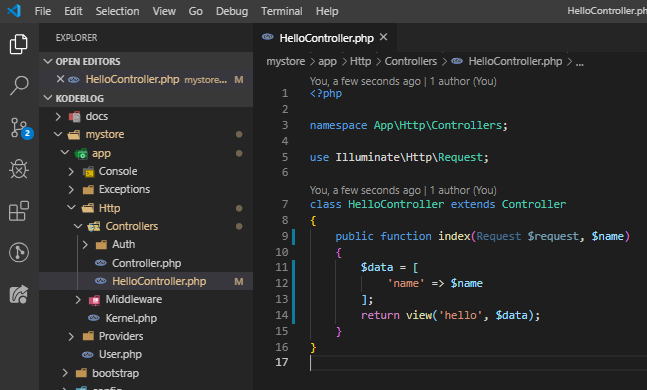 File Edit Selection View Go Debug Terminal Help HelloController.ph
EXPLORER
OPEN EDITORS
HelloController.php mystore... M
KODEBLOG
docs
mystore
app
Console
Exceptions
Http
Controllers
Auth
Controller.php
HelloController.php M
Middleware
Kernel.php
Providers
User.php
bootstrap
config
2
HelloController.php
mystore > app > Http > Controllers > HelloController.php > ...
You, a few seconds ago | 1 author (You)
1 <?php
2
3 namespace App\Http\Controllers;
4
5 use Illuminate\Http\Request;
6
You, a few seconds ago | 1 author (You)
7 class HelloController extends Controller
8 {
9 public function index(Request $request, $name)
10 {
11 $data = [
12 'name' => $name
13 ];
14 return view('hello', $data);
15 }
16 }
17